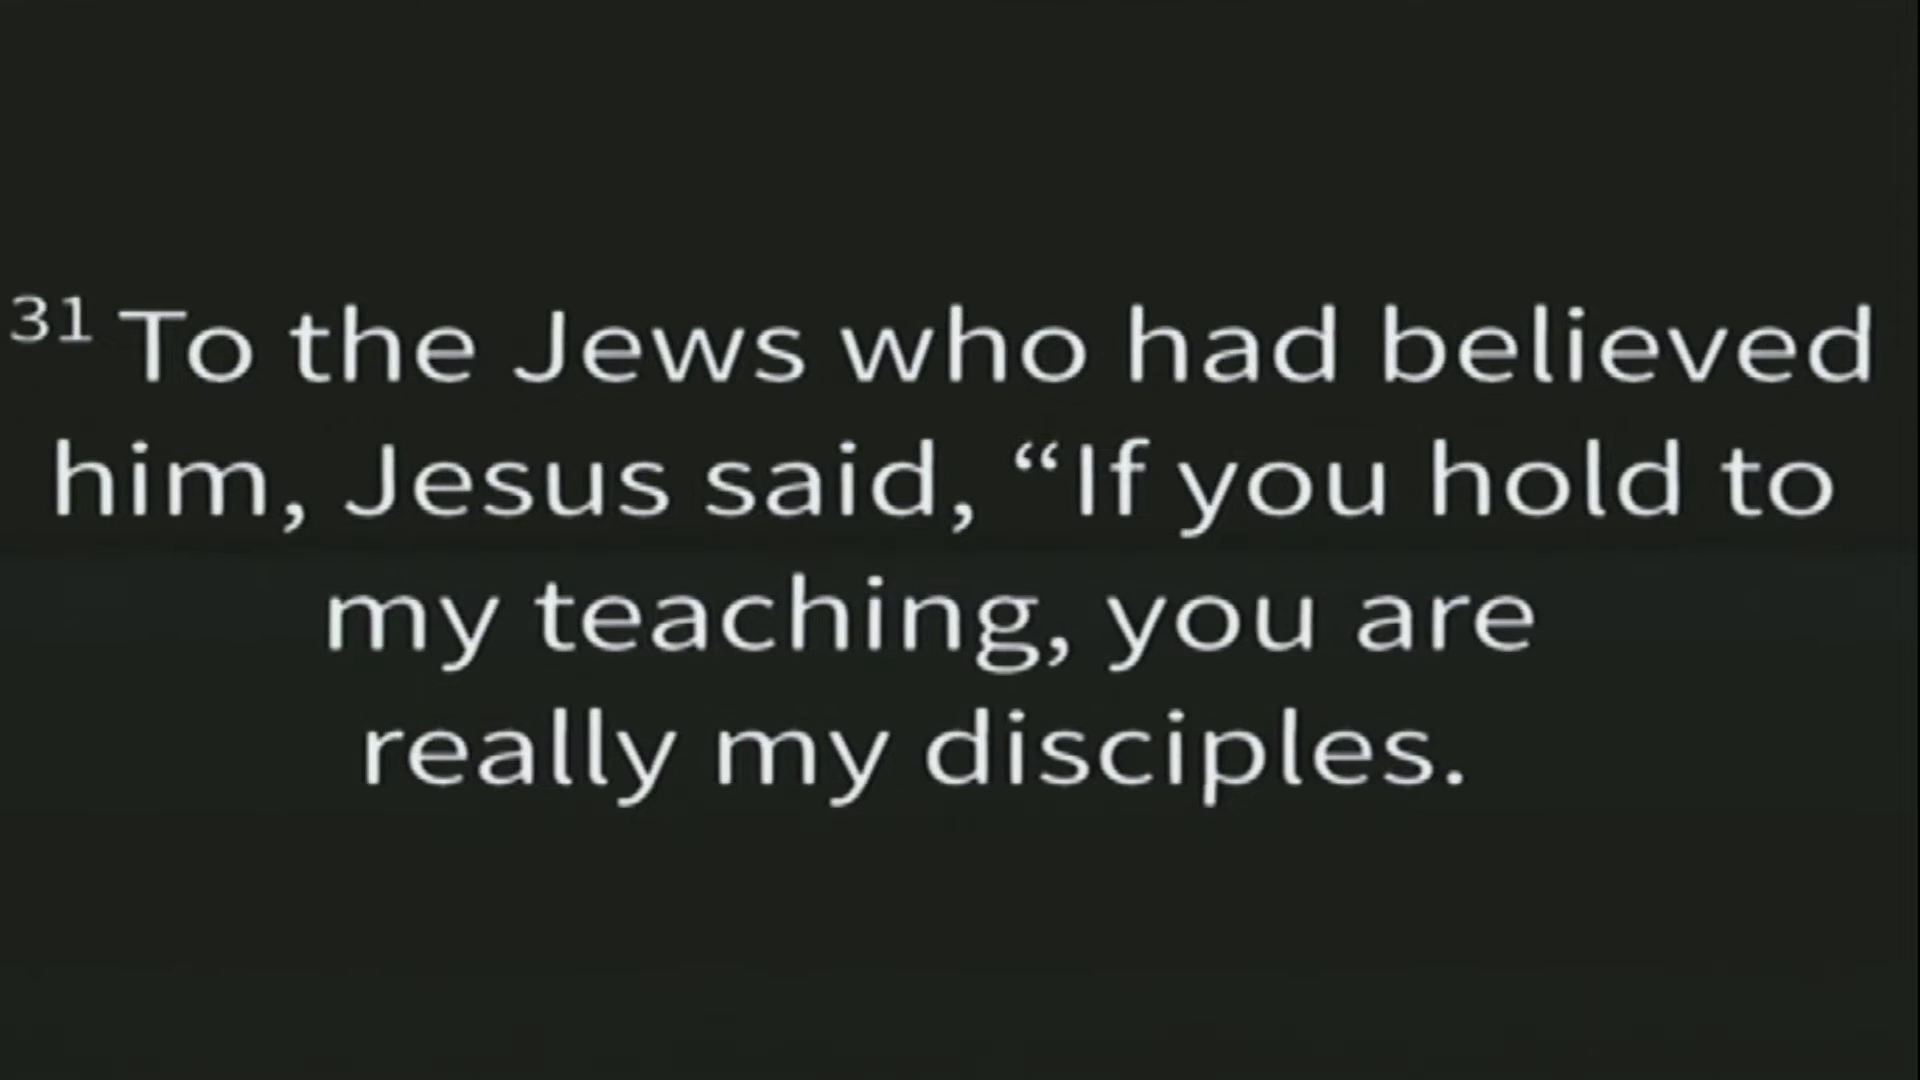 31 To the Jews who had believed
him, Jesus said, “If you hold to
my teaching, you are
really my disciples.